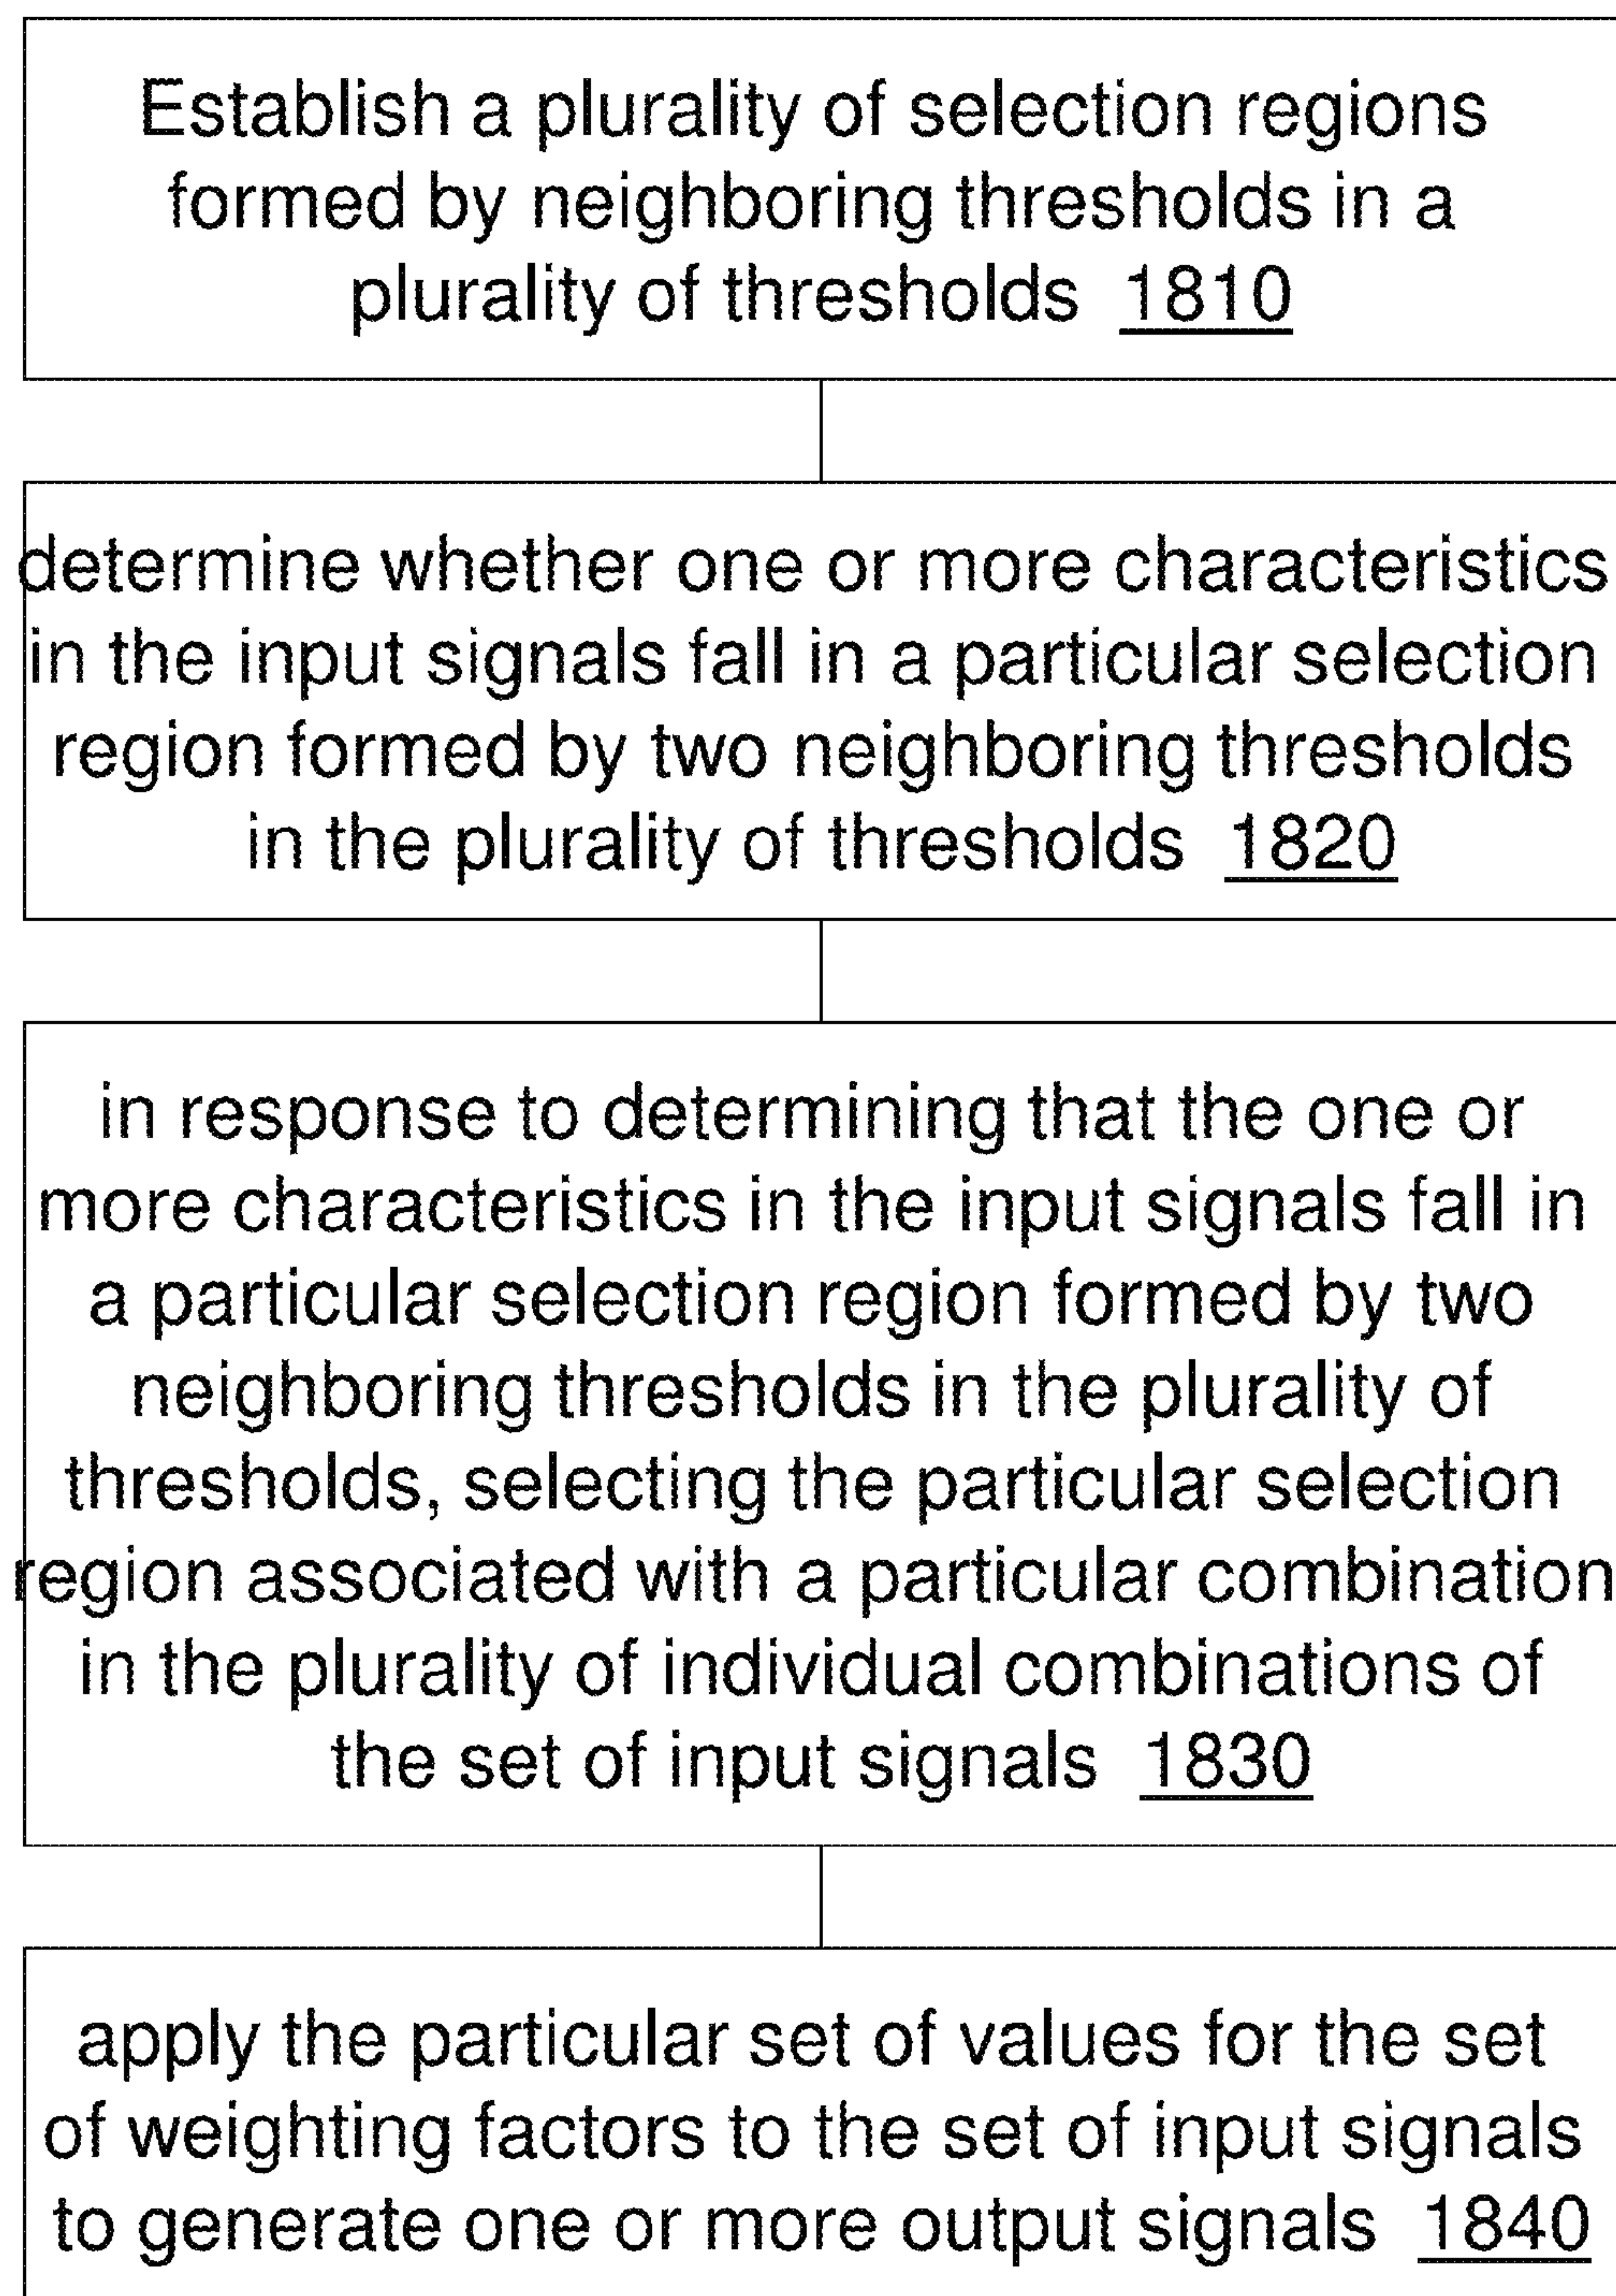 Establish a plurality of selection regions
formed by neighboring thresholds in a
plurality of thresholds 1810
determine whether one or more characteristics
in the input signals fall in a particular selection
region formed by two neighboring thresholds
in the plurality of thresholds 1820
in response to determining that the one or
more characteristics in the input signals fall in
a particular selection region formed by two
neighboring thresholds in the plurality of
thresholds, selecting the particular selection
region associated with a particular combination
in the plurality of individual combinations of
the set of input signals 1830
apply the particular set of values for the set
of weighting factors to the set of input signals
to generate one or more output signals 1840